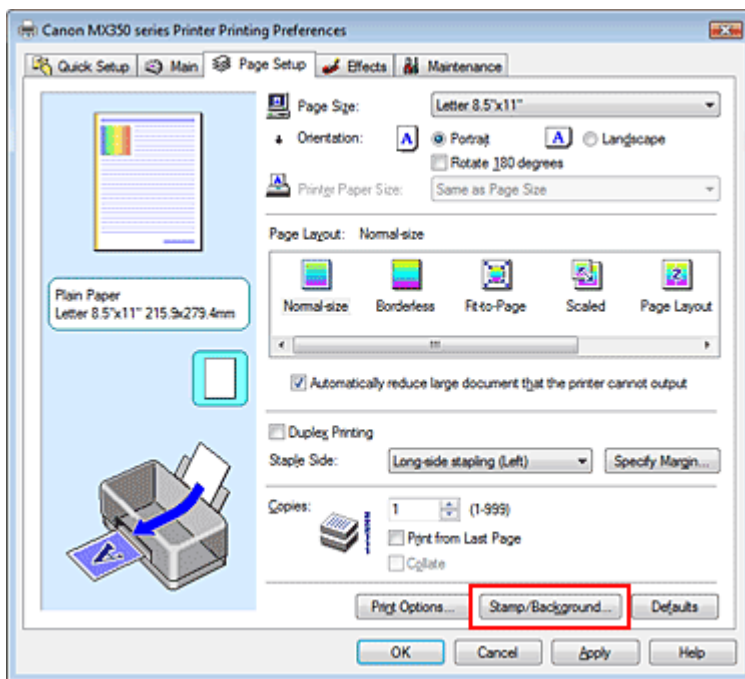 Canon MX350 series Printer Printing Preferences
Quick Setup Main Page Setup Effects Maintenance
Page Size: Letter 8.5"x11"
Orientation: A Portrait A Landscape
Rotate 180 degrees
Printer Paper Size: Same as Page Size
Page Layout: Normal-size
Normal-size Borderless Fit-to-Page Scaled Page Layout
Plain Paper
Letter 8.5"x11" 215.9x279.4mm
Automatically reduce large document that the printer cannot output
Duplex Printing
Staple Side: Long-side stapling (Left) Specify Margin...
Copies: 1 (1-999)
Print from Last Page
Collate
Print Options... Stamp/Background... Defaults
OK Cancel Apply Help